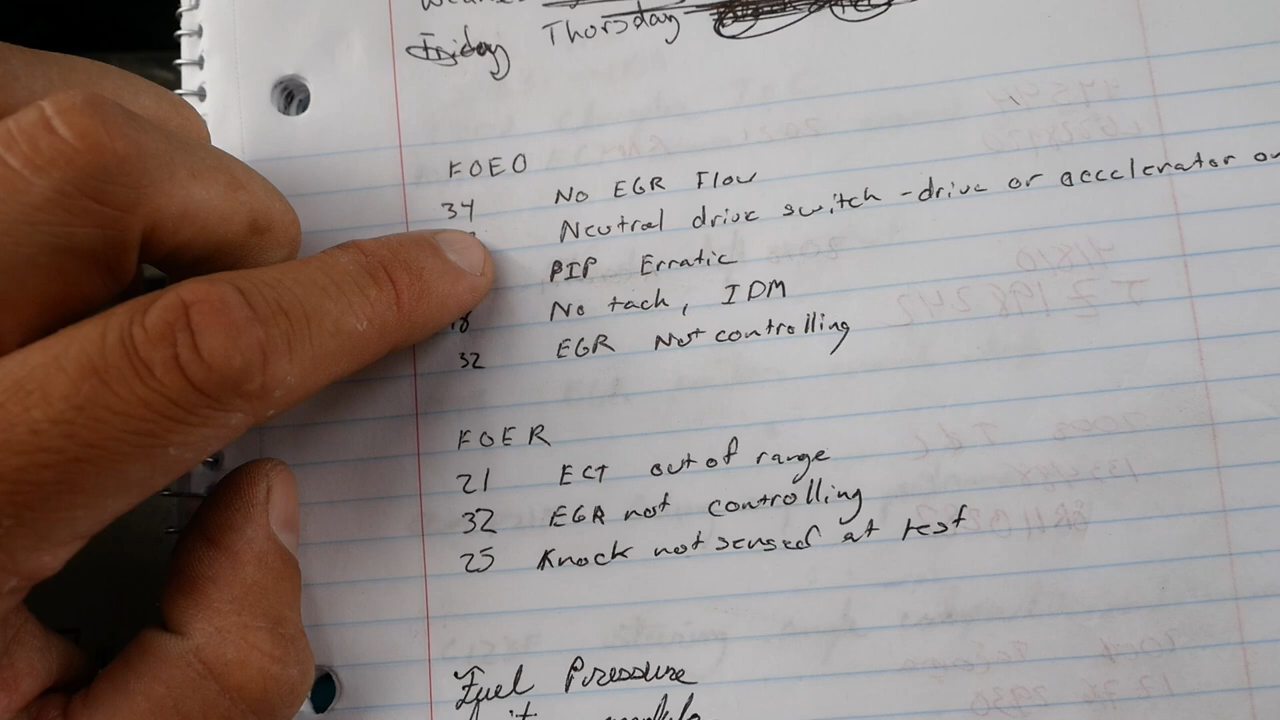 Friday Thursday
FOEO
34 No EGR Flow
Neutral drive switch - drive or accelerator on
PIP Erratic
18 No tach, IDM
32 EGR Not controlling
FOER
21 ECT out of range
32 EGR not controlling
25 Knock not sensed at test
Fuel Pressure